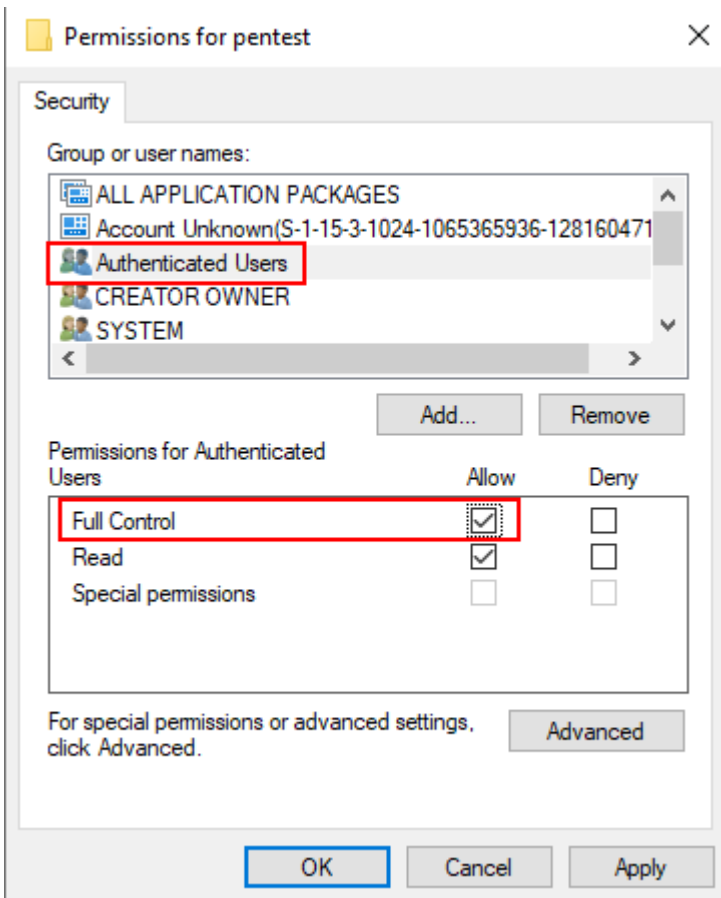 Permissions for pentest
Security
Group or user names:
ALL APPLICATION PACKAGES
Account Unknown(S-1-15-3-1024-1065365936-128160471
Authenticated Users
CREATOR OWNER
SYSTEM
Add... Remove
Permissions for Authenticated
Users Allow Deny
Full Control
Read
Special permissions
For special permissions or advanced settings,
click Advanced. Advanced
OK Cancel Apply